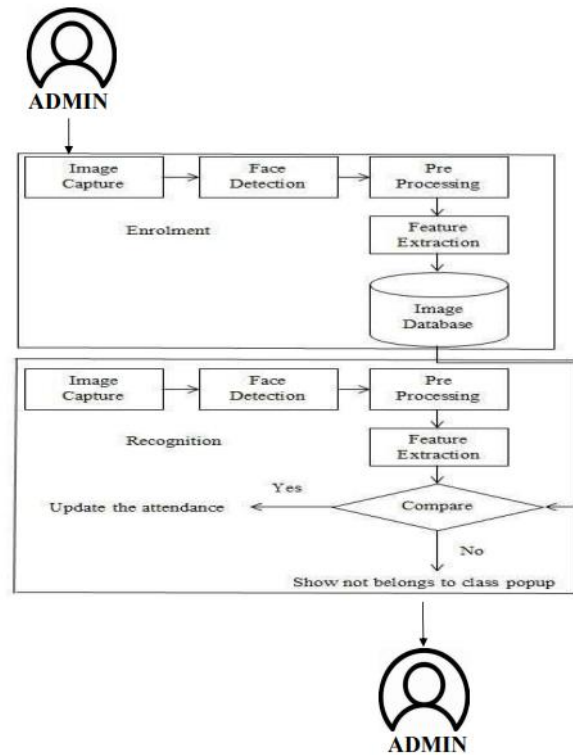 ADMIN
Image
Capture
Face
Detection
Pre
Processing
Enrolment
Feature
Extraction
Image
Database
Image
Capture
Face
Detection
Pre
Processing
Recognition
Feature
Extraction
Yes
Update the attendance
Compare
No
Show not belongs to class popup
ADMIN